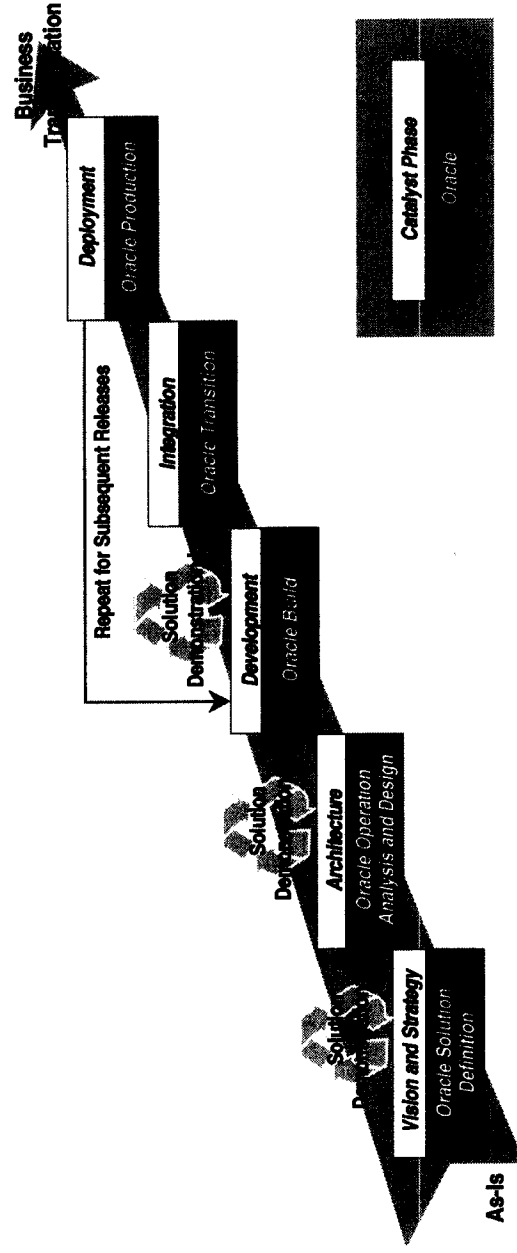 Business
Deployment
Oracle Production
Repeat for Subsequent Releases
Integration
Oracle Transition
Solution
Demonstration
Development
Oracle Build
Solution
Architecture
Oracle Operation
Analysis and Design
Solution
Vision and Strategy
Oracle Solution
Definition
As-Is
Catalyst Phase
Oracle